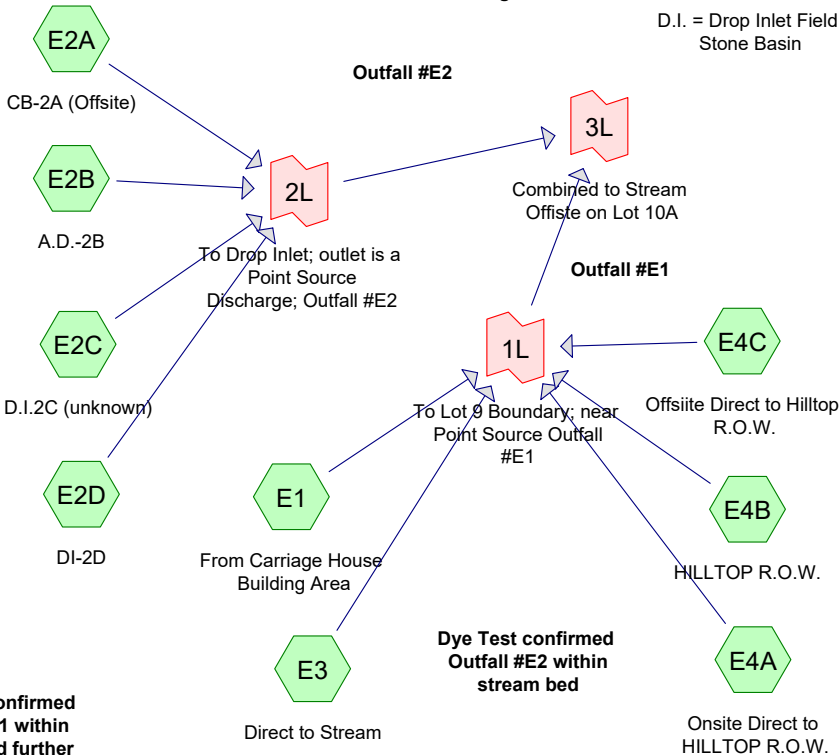 D.I. = Drop Inlet Field
Stone Basin
E2A
CB-2A (Offsite)
Outfall #E2
3L
Combined to Stream
Offiste on Lot 10A
E2B
A.D.-2B
2L
To Drop Inlet; outlet is a
Point Source
Discharge; Outfall #E2
Outfall #E1
E2C
D.I.2C (unknown)
1L
To Lot 9 Boundary; near
Point Source Outfall
#E1
E4C
Offsiite Direct to Hilltop
R.O.W.
E2D
DI-2D
E1
From Carriage House
Building Area
E4B
HILLTOP R.O.W.
E3
Direct to Stream
Dye Test confirmed
Outfall #E2 within
stream bed
E4A
Onsite Direct to
HILLTOP R.O.W.
onfirmed
1 within
d further